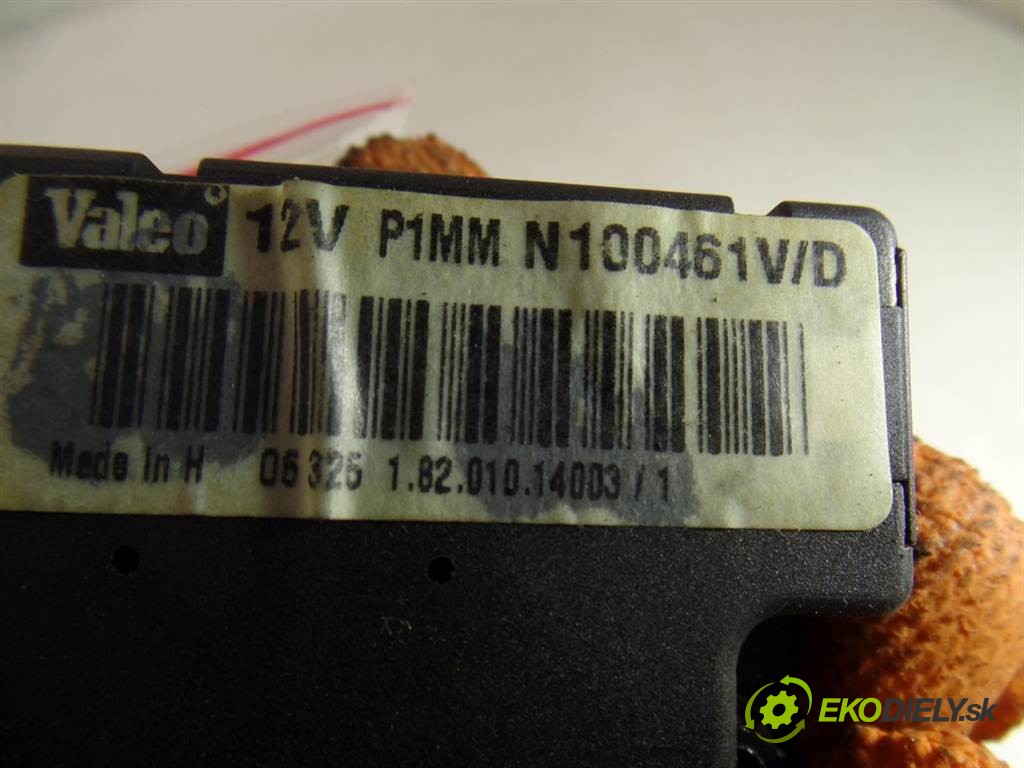 Valeo 12V P1MM N100461V/D
Made In H 06 325 1.82.010.14003 / 1
EKODIELY.sk